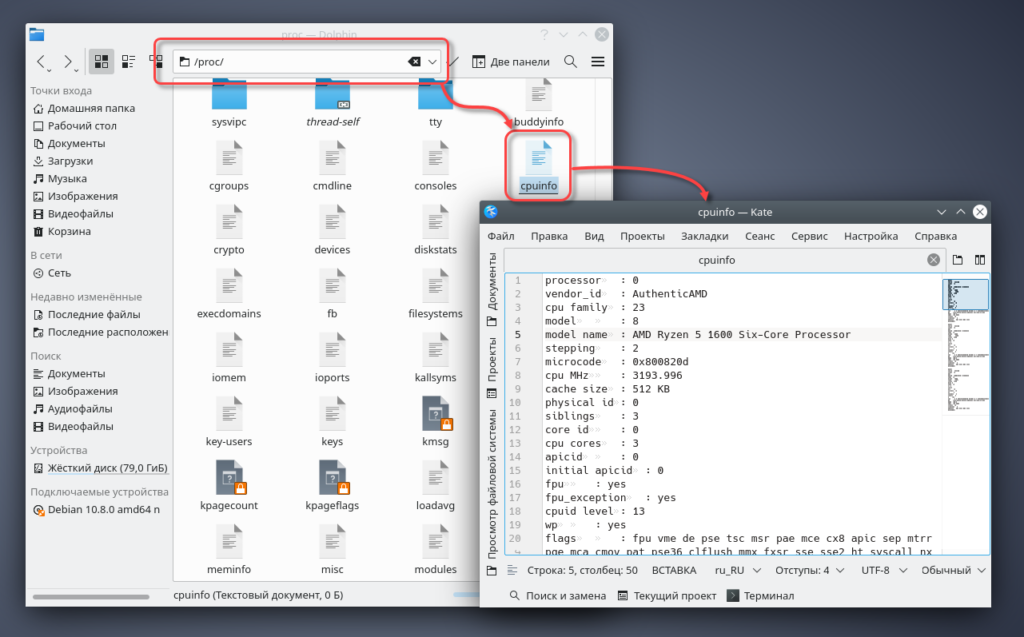 proc — Dolphin
/proc/
Две панели
Точки входа
Домашняя папка
Рабочий стол
Документы
Загрузки
Музыка
Изображения
Видеофайлы
Корзина
В сети
Сеть
Недавно изменённые
Последние файлы
Последние расположен
Поиск
Документы
Изображения
Аудиофайлы
Видеофайлы
Устройства
Жёсткий диск (79,0 ГиБ)
Подключаемые устройства
Debian 10.8.0 amd64 n
sysvipc thread-self tty buddyinfo
cgroups cmdline consoles cpuinfo
crypto devices diskstats
execdomains fb filesystems
iomem ioports kallsyms
key-users keys kmsg
kpagecount kpageflags loadavg
meminfo misc modules
cpuinfo (Текстовый документ, 0 Б)
cpuinfo — Kate
Файл Правка Вид Проекты Закладки Сеанс Сервис Настройка Справка
cpuinfo
Документы
Проекты
Просмотр файловой системы
1 processor : 0
2 vendor_id : AuthenticAMD
3 cpu family : 23
4 model : 8
5 model name : AMD Ryzen 5 1600 Six-Core Processor
6 stepping : 2
7 microcode : 0x800820d
8 cpu MHz : 3193.996
9 cache size : 512 KB
10 physical id : 0
11 siblings : 3
12 core id : 0
13 cpu cores : 3
14 apicid : 0
15 initial apicid : 0
16 fpu : yes
17 fpu_exception : yes
18 cpuid level : 13
19 wp : yes
20 flags : fpu vme de pse tsc msr pae mce cx8 apic sep mtrr
pge mca cmov pat pse36 clflush mmx fxsr sse sse2 ht syscall nx
Строка: 5, столбец: 50 ВСТАВКА ru_RU Отступы: 4 UTF-8 Обычный
Поиск и замена Текущий проект Терминал